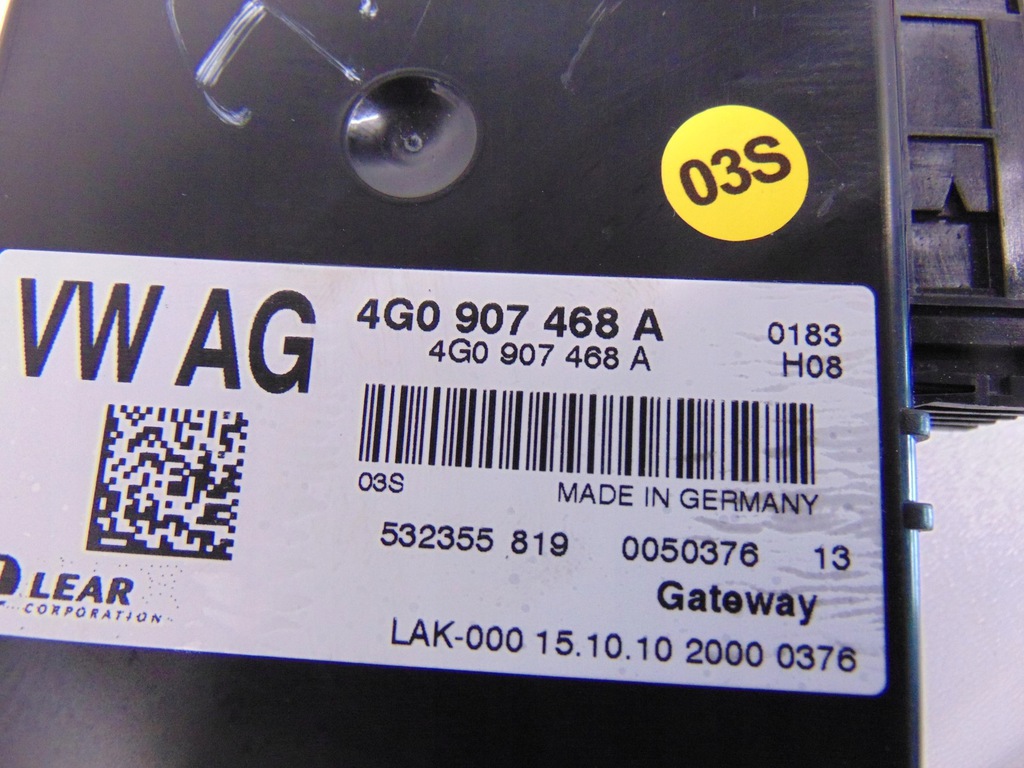 03S
VW AG
4G0 907 468 A
0183
4G0 907 468 A
H08
03S
MADE IN GERMANY
532355 819 0050376 13
LEAR
CORPORATION
Gateway
LAK-000 15.10.10 2000 0376